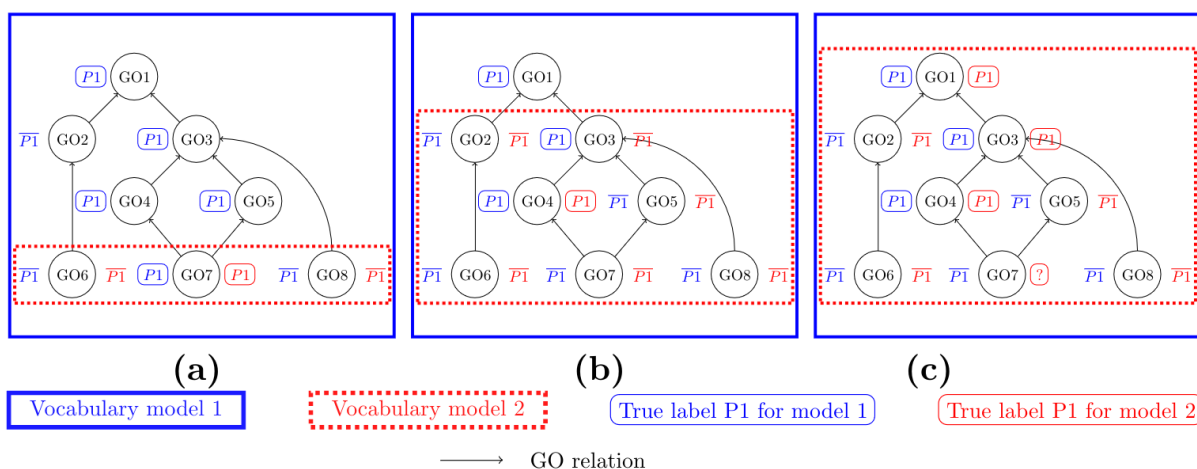 P1 GO1 P1 GO1 P1 GO1 P1
P1 GO2 P1 GO3 P1 GO2 P1 P1 GO3 P1 P1 GO2 P1 P1 GO3 P1
P1 GO4 P1 GO5 P1 GO4 P1 P1 GO5 P1 P1 GO4 P1 P1 GO5 P1
P1 GO6 P1 P1 GO7 P1 P1 GO8 P1 P1 GO6 P1 P1 GO7 P1 P1 GO8 P1 P1 GO6 P1 P1 GO7 ? P1 GO8 P1
(a) (b) (c)
Vocabulary model 1 Vocabulary model 2 True label P1 for model 1 True label P1 for model 2
GO relation